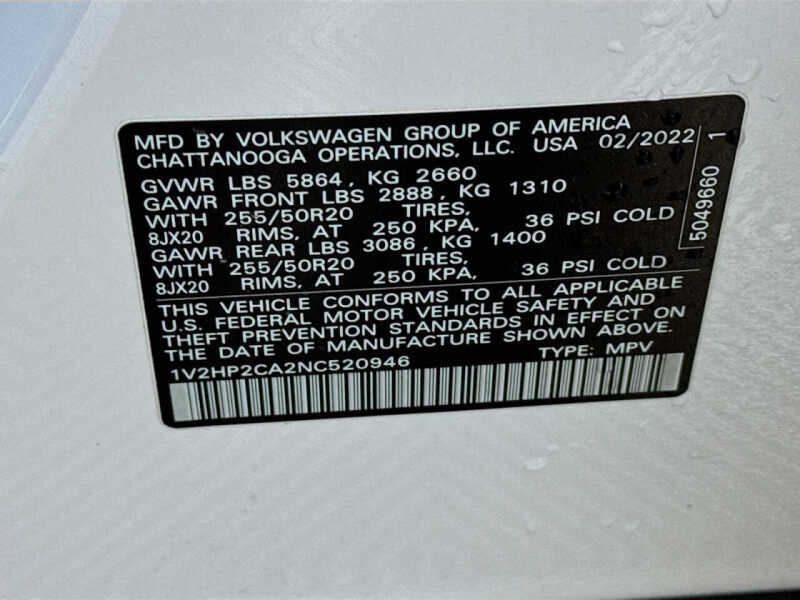 MFD BY VOLKSWAGEN GROUP OF AMERICA
CHATTANOOGA OPERATIONS, LLC. USA 02/2022
GVWR LBS 5864, KG 2660
GAWR FRONT LBS 2888, KG 1310
WITH 255/50R20 TIRES,
8JX20 RIMS, AT 250 KPA, 36 PSI COLD
GAWR REAR LBS 3086, KG 1400
WITH 255/50R20 TIRES,
8JX20 RIMS, AT 250 KPA, 36 PSI COLD
THIS VEHICLE CONFORMS TO ALL APPLICABLE
U.S. FEDERAL MOTOR VEHICLE SAFETY AND
THEFT PREVENTION STANDARDS IN EFFECT ON
THE DATE OF MANUFACTURE SHOWN ABOVE.
1V2HP2CA2NC520946 TYPE: MPV
5049660 1